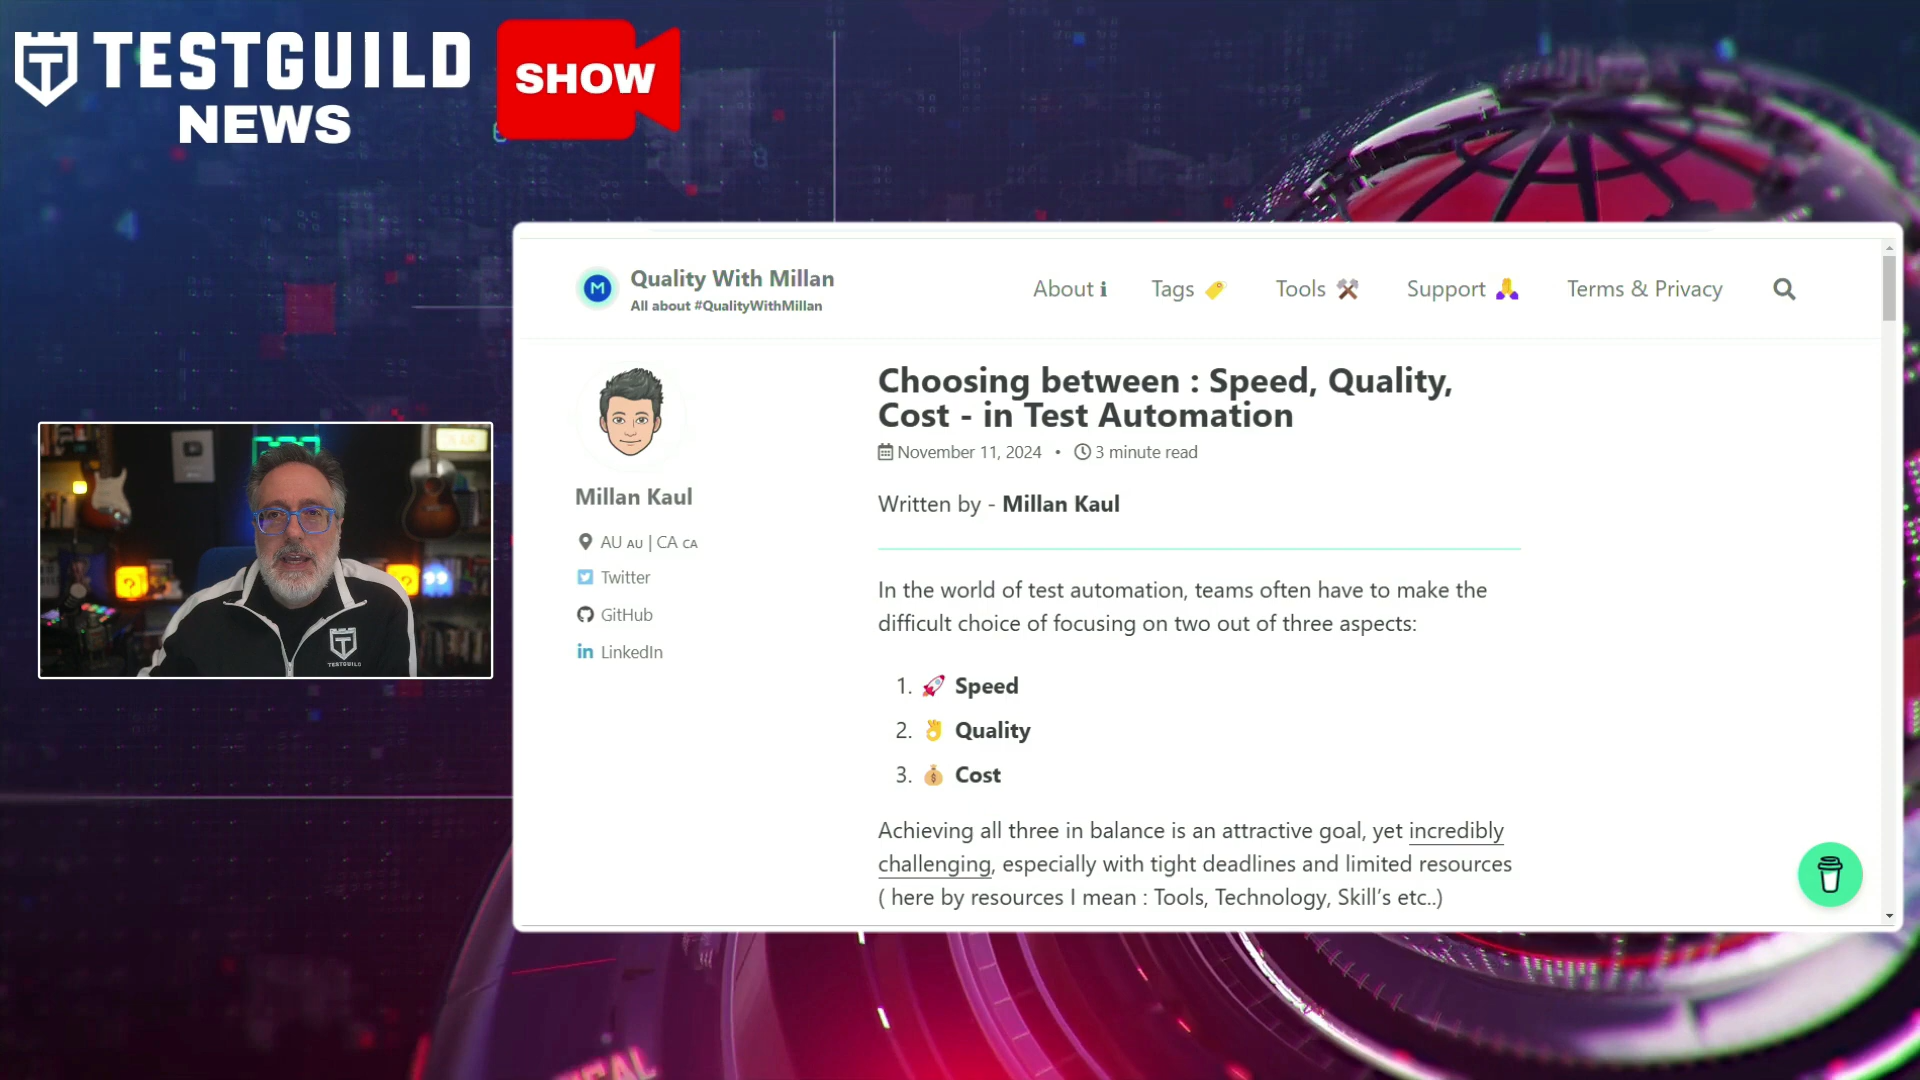 TESTGUILD
NEWS
SHOW
Quality With Millan
All about #QualityWithMillan
About
Tags
Tools
Support
Terms & Privacy
Millan Kaul
AU AU | CA CA
Twitter
GitHub
LinkedIn
Choosing between : Speed, Quality,
Cost - in Test Automation
November 11, 2024 • 3 minute read
Written by - Millan Kaul
In the world of test automation, teams often have to make the
difficult choice of focusing on two out of three aspects:
1. 🚀 Speed
2. 👌 Quality
3. 💰 Cost
Achieving all three in balance is an attractive goal, yet incredibly
challenging, especially with tight deadlines and limited resources
( here by resources I mean : Tools, Technology, Skill's etc..)
TESTGUILD